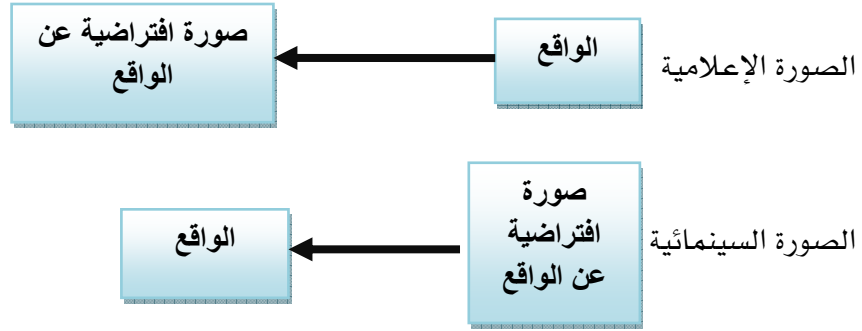 الصورة الإعلامية
الواقع
صورة افتراضية عن
الواقع
الصورة السينمائية
صورة
افتراضية
عن الواقع
الواقع